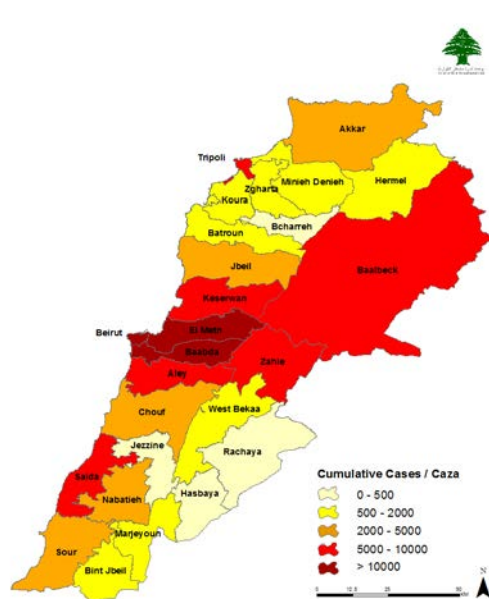 Akkar
Tripoli
Minieh Denieh
Hermel
Zgharta
Koura
Bcharreh
Batroun
Baalbeck
Jbeil
Keserwan
El Metn
Beirut
Baabda
Zahle
Aley
Chouf
West Bekaa
Jezzine
Rachaya
Saida
Hasbaya
Nabatieh
Marjeyoun
Sour
Bint Jbeil
Cumulative Cases / Caza
0 - 500
500 - 2000
2000 - 5000
5000 - 10000
> 10000
N